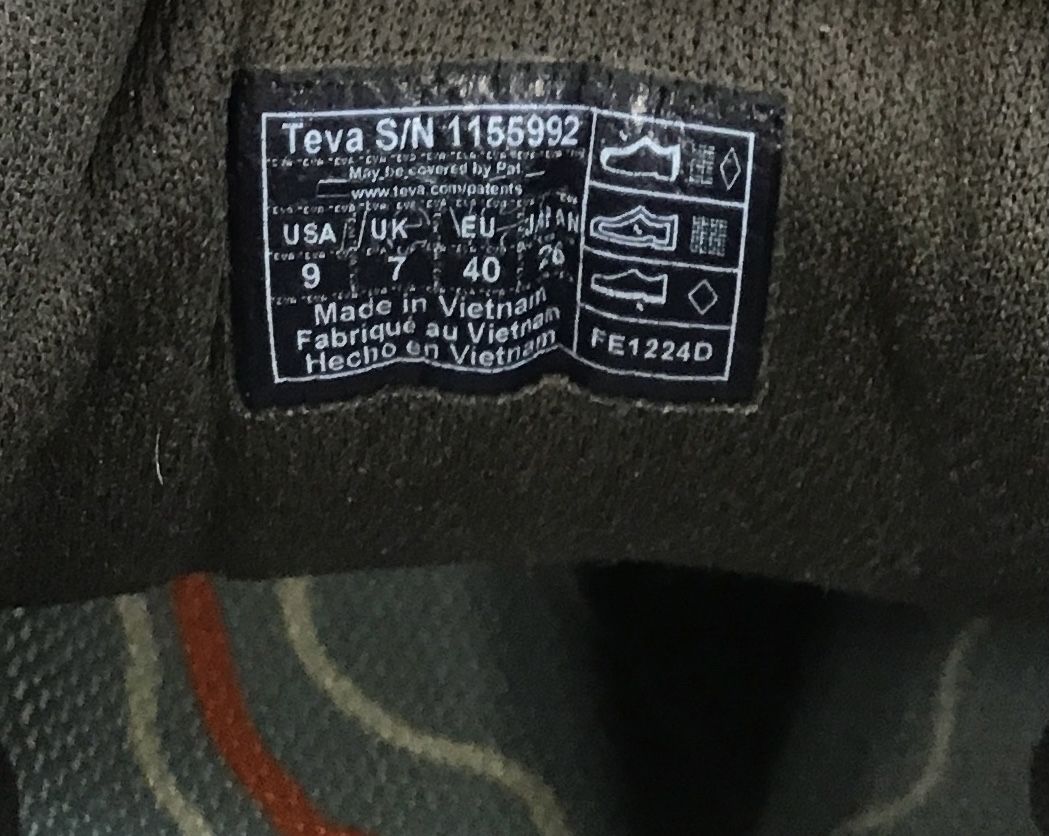 Teva S/N 1155992
May be covered by Pat.
www.teva.com/patents
USA UK EU JAPAN
9 7 40 26
Made in Vietnam
Fabriqué au Vietnam
Hecho en Vietnam
FE1224D